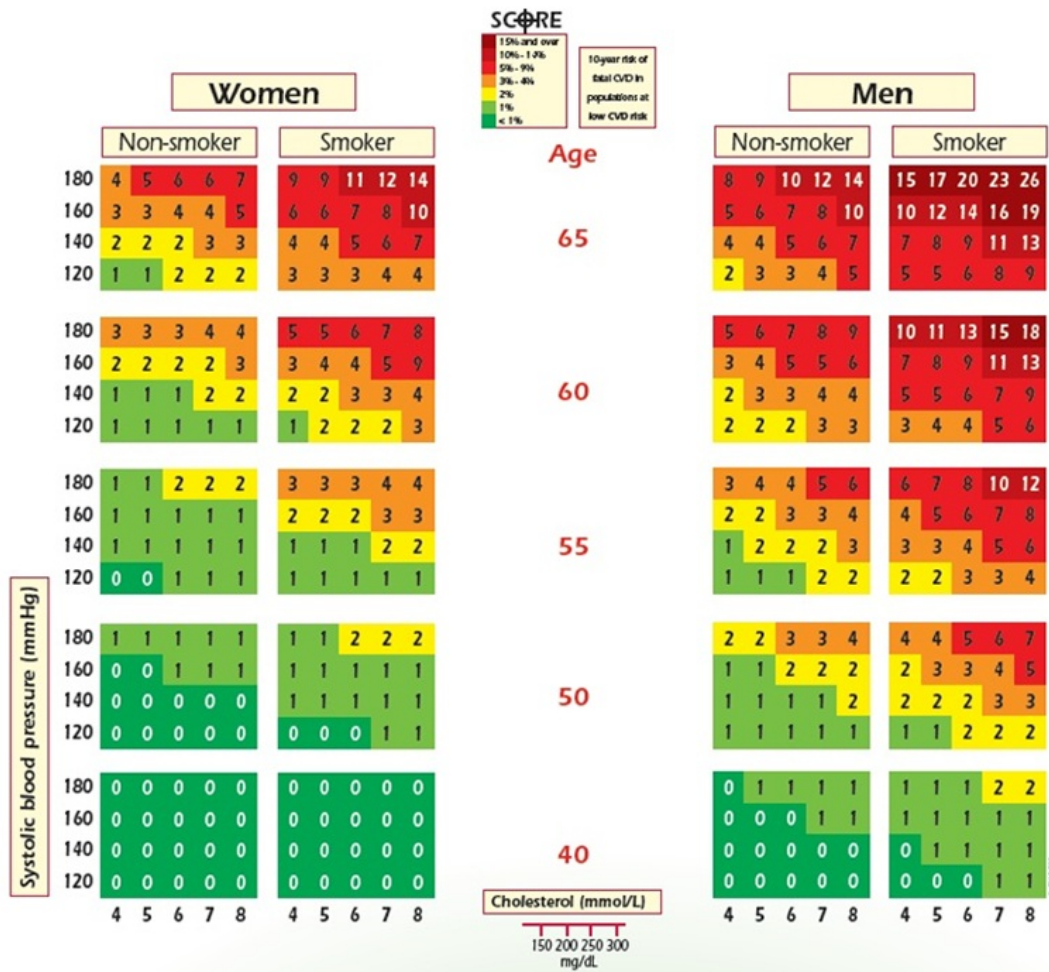 SCORE
15% and over
10% - 14%
5% - 9%
3% - 4%
2%
1%
< 1%
10-year risk of
fatal CVD in
populations at
low CVD risk
Women
Men
Non-smoker Smoker Age Non-smoker Smoker
180 4 5 6 6 7 9 9 11 12 14 8 9 10 12 14 15 17 20 23 26
160 3 3 4 4 5 6 6 7 8 10 5 6 7 8 10 10 12 14 16 19
65
140 2 2 2 3 3 4 4 5 6 7 4 4 5 6 7 7 8 9 11 13
120 1 1 2 2 2 3 3 3 4 4 2 3 3 4 5 5 5 6 8 9
180 3 3 3 4 4 5 5 6 7 8 5 6 7 8 9 10 11 13 15 18
160 2 2 2 2 3 3 4 4 5 9 3 4 5 5 6 7 8 9 11 13
60
140 1 1 1 2 2 2 2 3 3 4 2 3 3 4 4 5 5 6 7 9
120 1 1 1 1 1 1 2 2 2 3 2 2 2 3 3 3 4 4 5 6
180 1 1 2 2 2 3 3 3 4 4 3 4 4 5 6 6 7 8 10 12
160 1 1 1 1 1 2 2 2 3 3 2 2 3 3 4 4 5 6 7 8
55
140 1 1 1 1 1 1 1 1 2 2 1 2 2 2 3 3 3 4 5 6
120 0 0 1 1 1 1 1 1 1 1 1 1 1 2 2 2 2 3 3 4
180 1 1 1 1 1 1 1 2 2 2 2 2 3 3 4 4 4 5 6 7
160 0 0 1 1 1 1 1 1 1 1 1 1 2 2 2 2 3 3 4 5
50
140 0 0 0 0 0 1 1 1 1 1 1 1 1 1 2 2 2 2 3 3
120 0 0 0 0 0 0 0 0 1 1 1 1 1 1 1 1 1 2 2 2
180 0 0 0 0 0 0 0 0 0 0 0 1 1 1 1 1 1 1 2 2
160 0 0 0 0 0 0 0 0 0 0 0 0 0 1 1 1 1 1 1 1
40
140 0 0 0 0 0 0 0 0 0 0 0 0 0 0 0 0 1 1 1 1
120 0 0 0 0 0 0 0 0 0 0 0 0 0 0 0 0 0 0 1 1
4 5 6 7 8 4 5 6 7 8 4 5 6 7 8 4 5 6 7 8
Systolic blood pressure (mmHg)
Cholesterol (mmol/L)
150 200 250 300
mg/dL